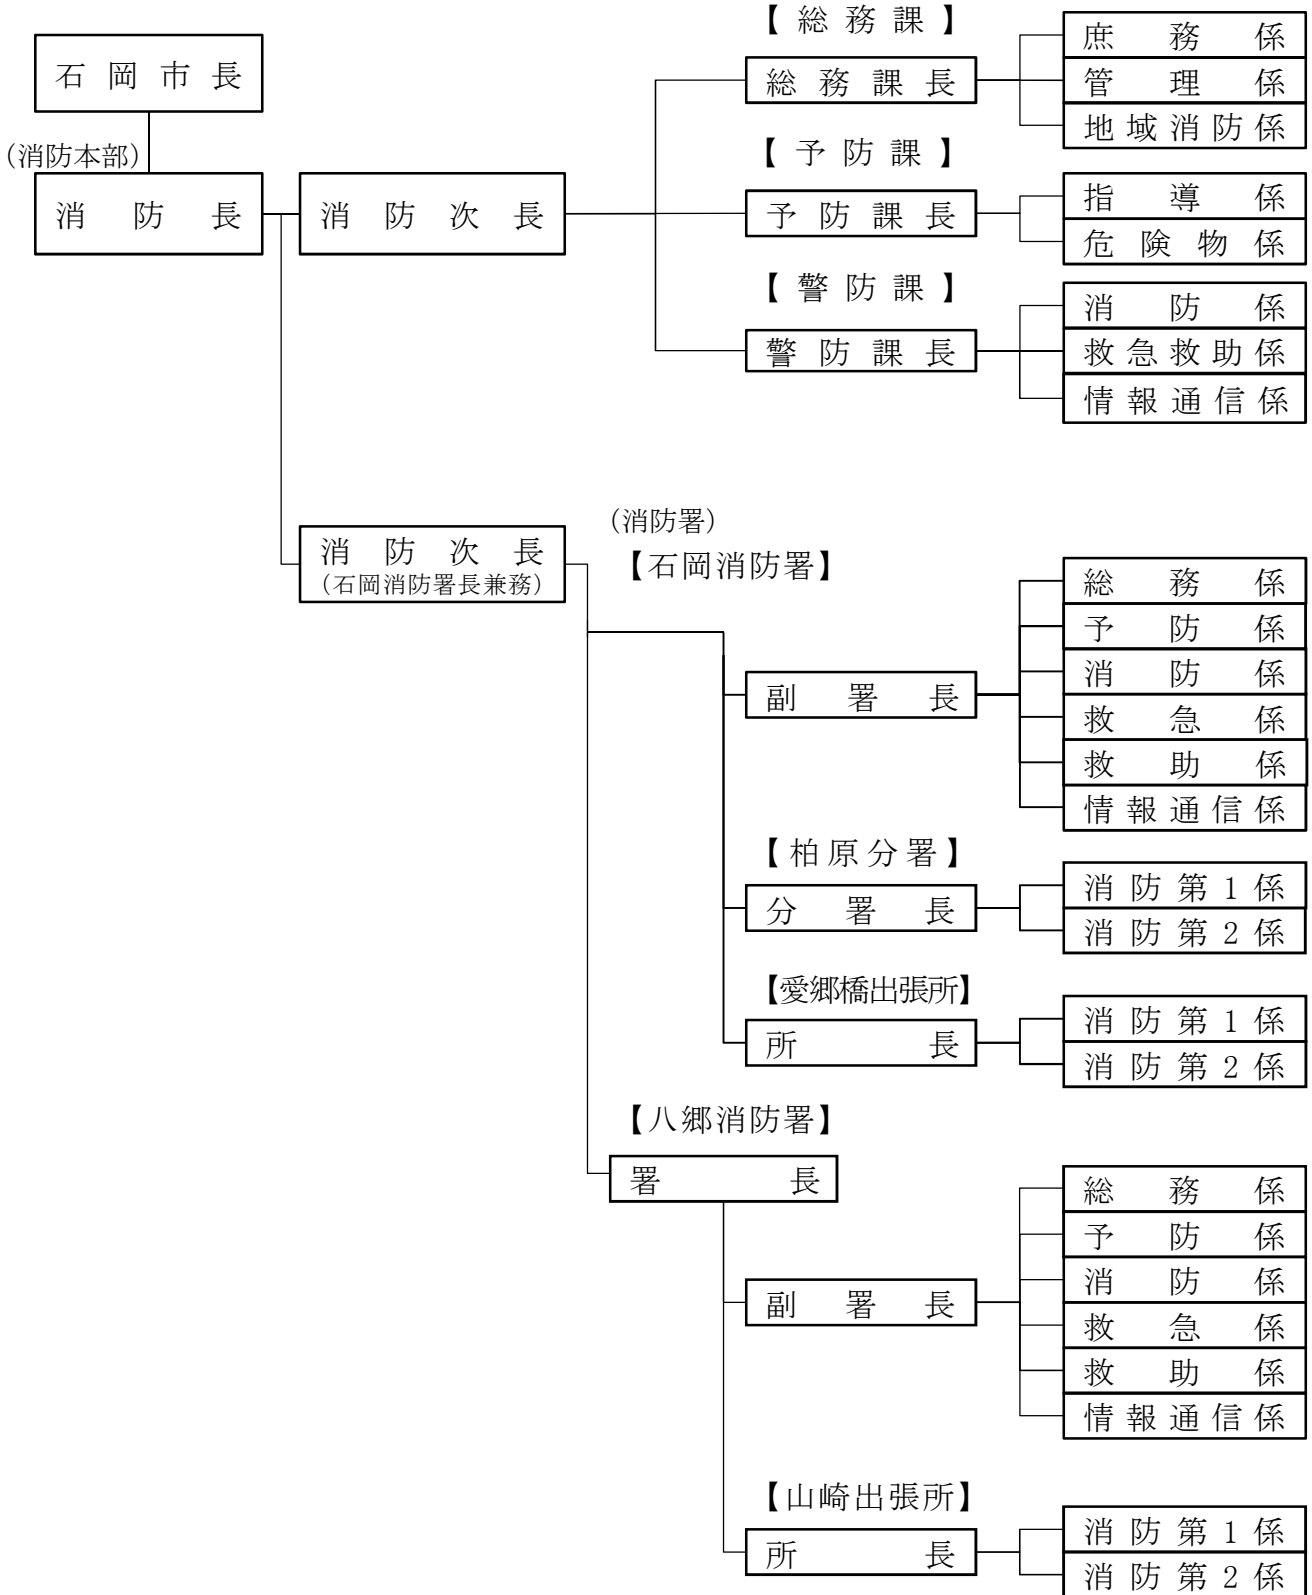 石岡市長
(消防本部)
消防長
消防次長
【総務課】
総務課長
庶務係
管理係
地域消防係
【予防課】
予防課長
指導係
危険物係
【警防課】
警防課長
消防係
救急救助係
情報通信係
消防次長
(石岡消防署長兼務)
(消防署)
【石岡消防署】
副署長
総務係
予防係
消防係
救急係
救助係
情報通信係
【柏原分署】
分署長
消防第1係
消防第2係
【愛郷橋出張所】
所長
消防第1係
消防第2係
【八郷消防署】
署長
副署長
総務係
予防係
消防係
救急係
救助係
情報通信係
【山崎出張所】
所長
消防第1係
消防第2係